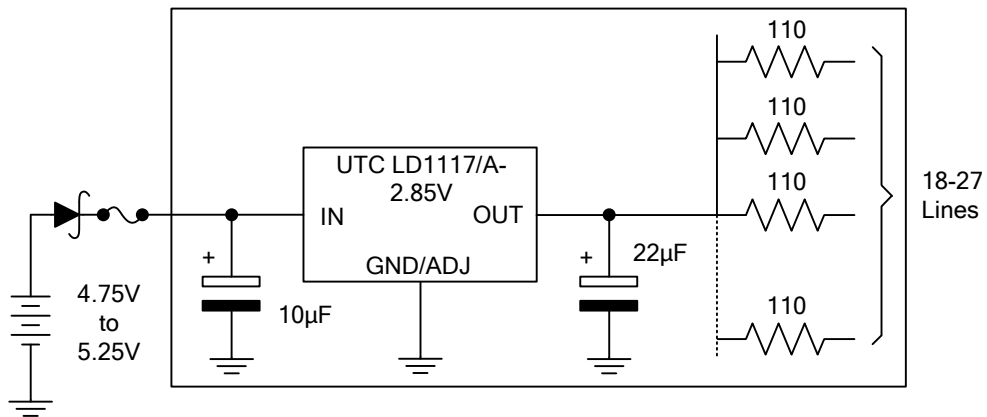 110
110
110
110
UTC LD1117/A-
2.85V
IN
OUT
GND/ADJ
+
10µF
+
22µF
4.75V
to
5.25V
18-27
Lines